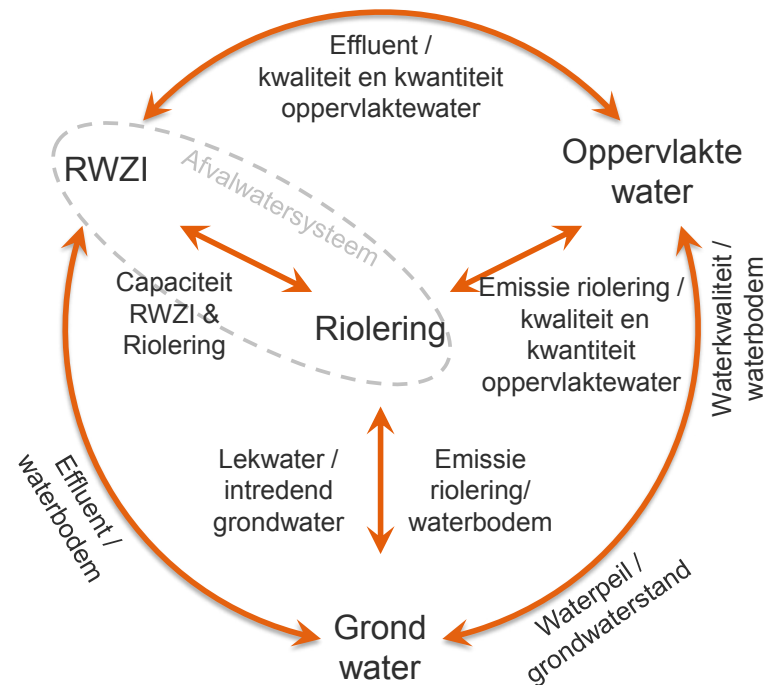 Effluent /
kwaliteit en kwantiteit
oppervlaktewater
RWZI
Afvalwatersysteem
Oppervlakte
water
Capaciteit
RWZI &
Riolering
Riolering
Emissie riolering /
kwaliteit en
kwantiteit
oppervlaktewater
Waterkwaliteit /
waterbodem
Lekwater /
intredend
grondwater
Emissie
riolering/
waterbodem
Effluent /
waterbodem
Waterpeil /
grondwaterstand
Grond
water